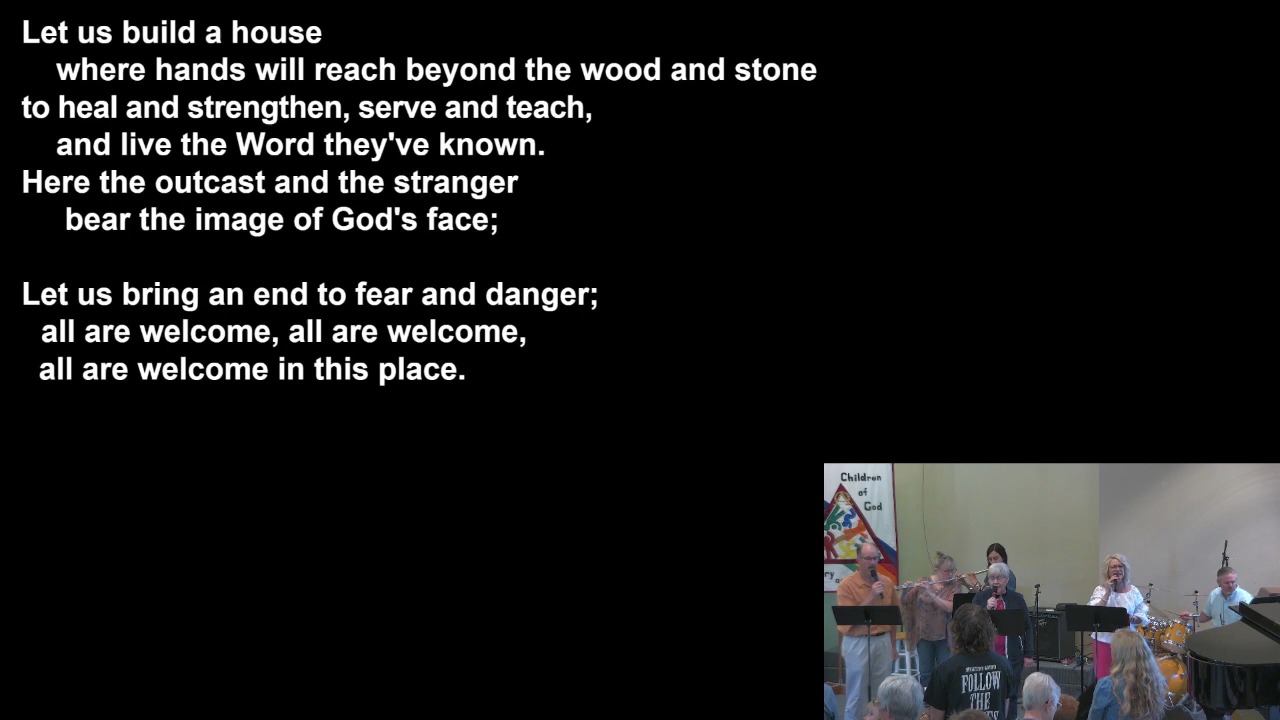 Let us build a house
where hands will reach beyond the wood and stone
to heal and strengthen, serve and teach,
and live the Word they've known.
Here the outcast and the stranger
bear the image of God's face;
Let us bring an end to fear and danger;
all are welcome, all are welcome,
all are welcome in this place.
Children
of
God
FOLLOW
THE